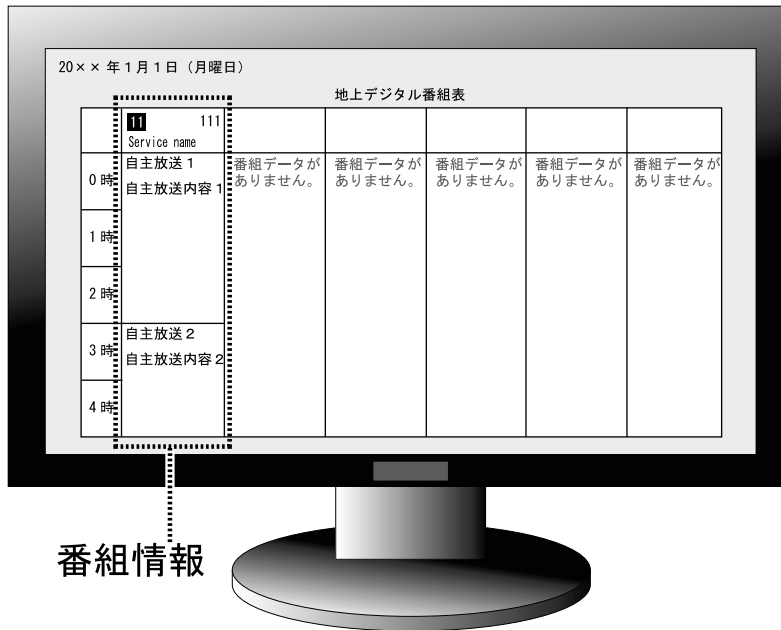 20××年1月1日（月曜日）
地上デジタル番組表
11 111
Service name
0時
自主放送1
自主放送内容1
番組データが
ありません。
番組データが
ありません。
番組データが
ありません。
番組データが
ありません。
番組データが
ありません。
1時
2時
3時
自主放送2
自主放送内容2
4時
番組情報